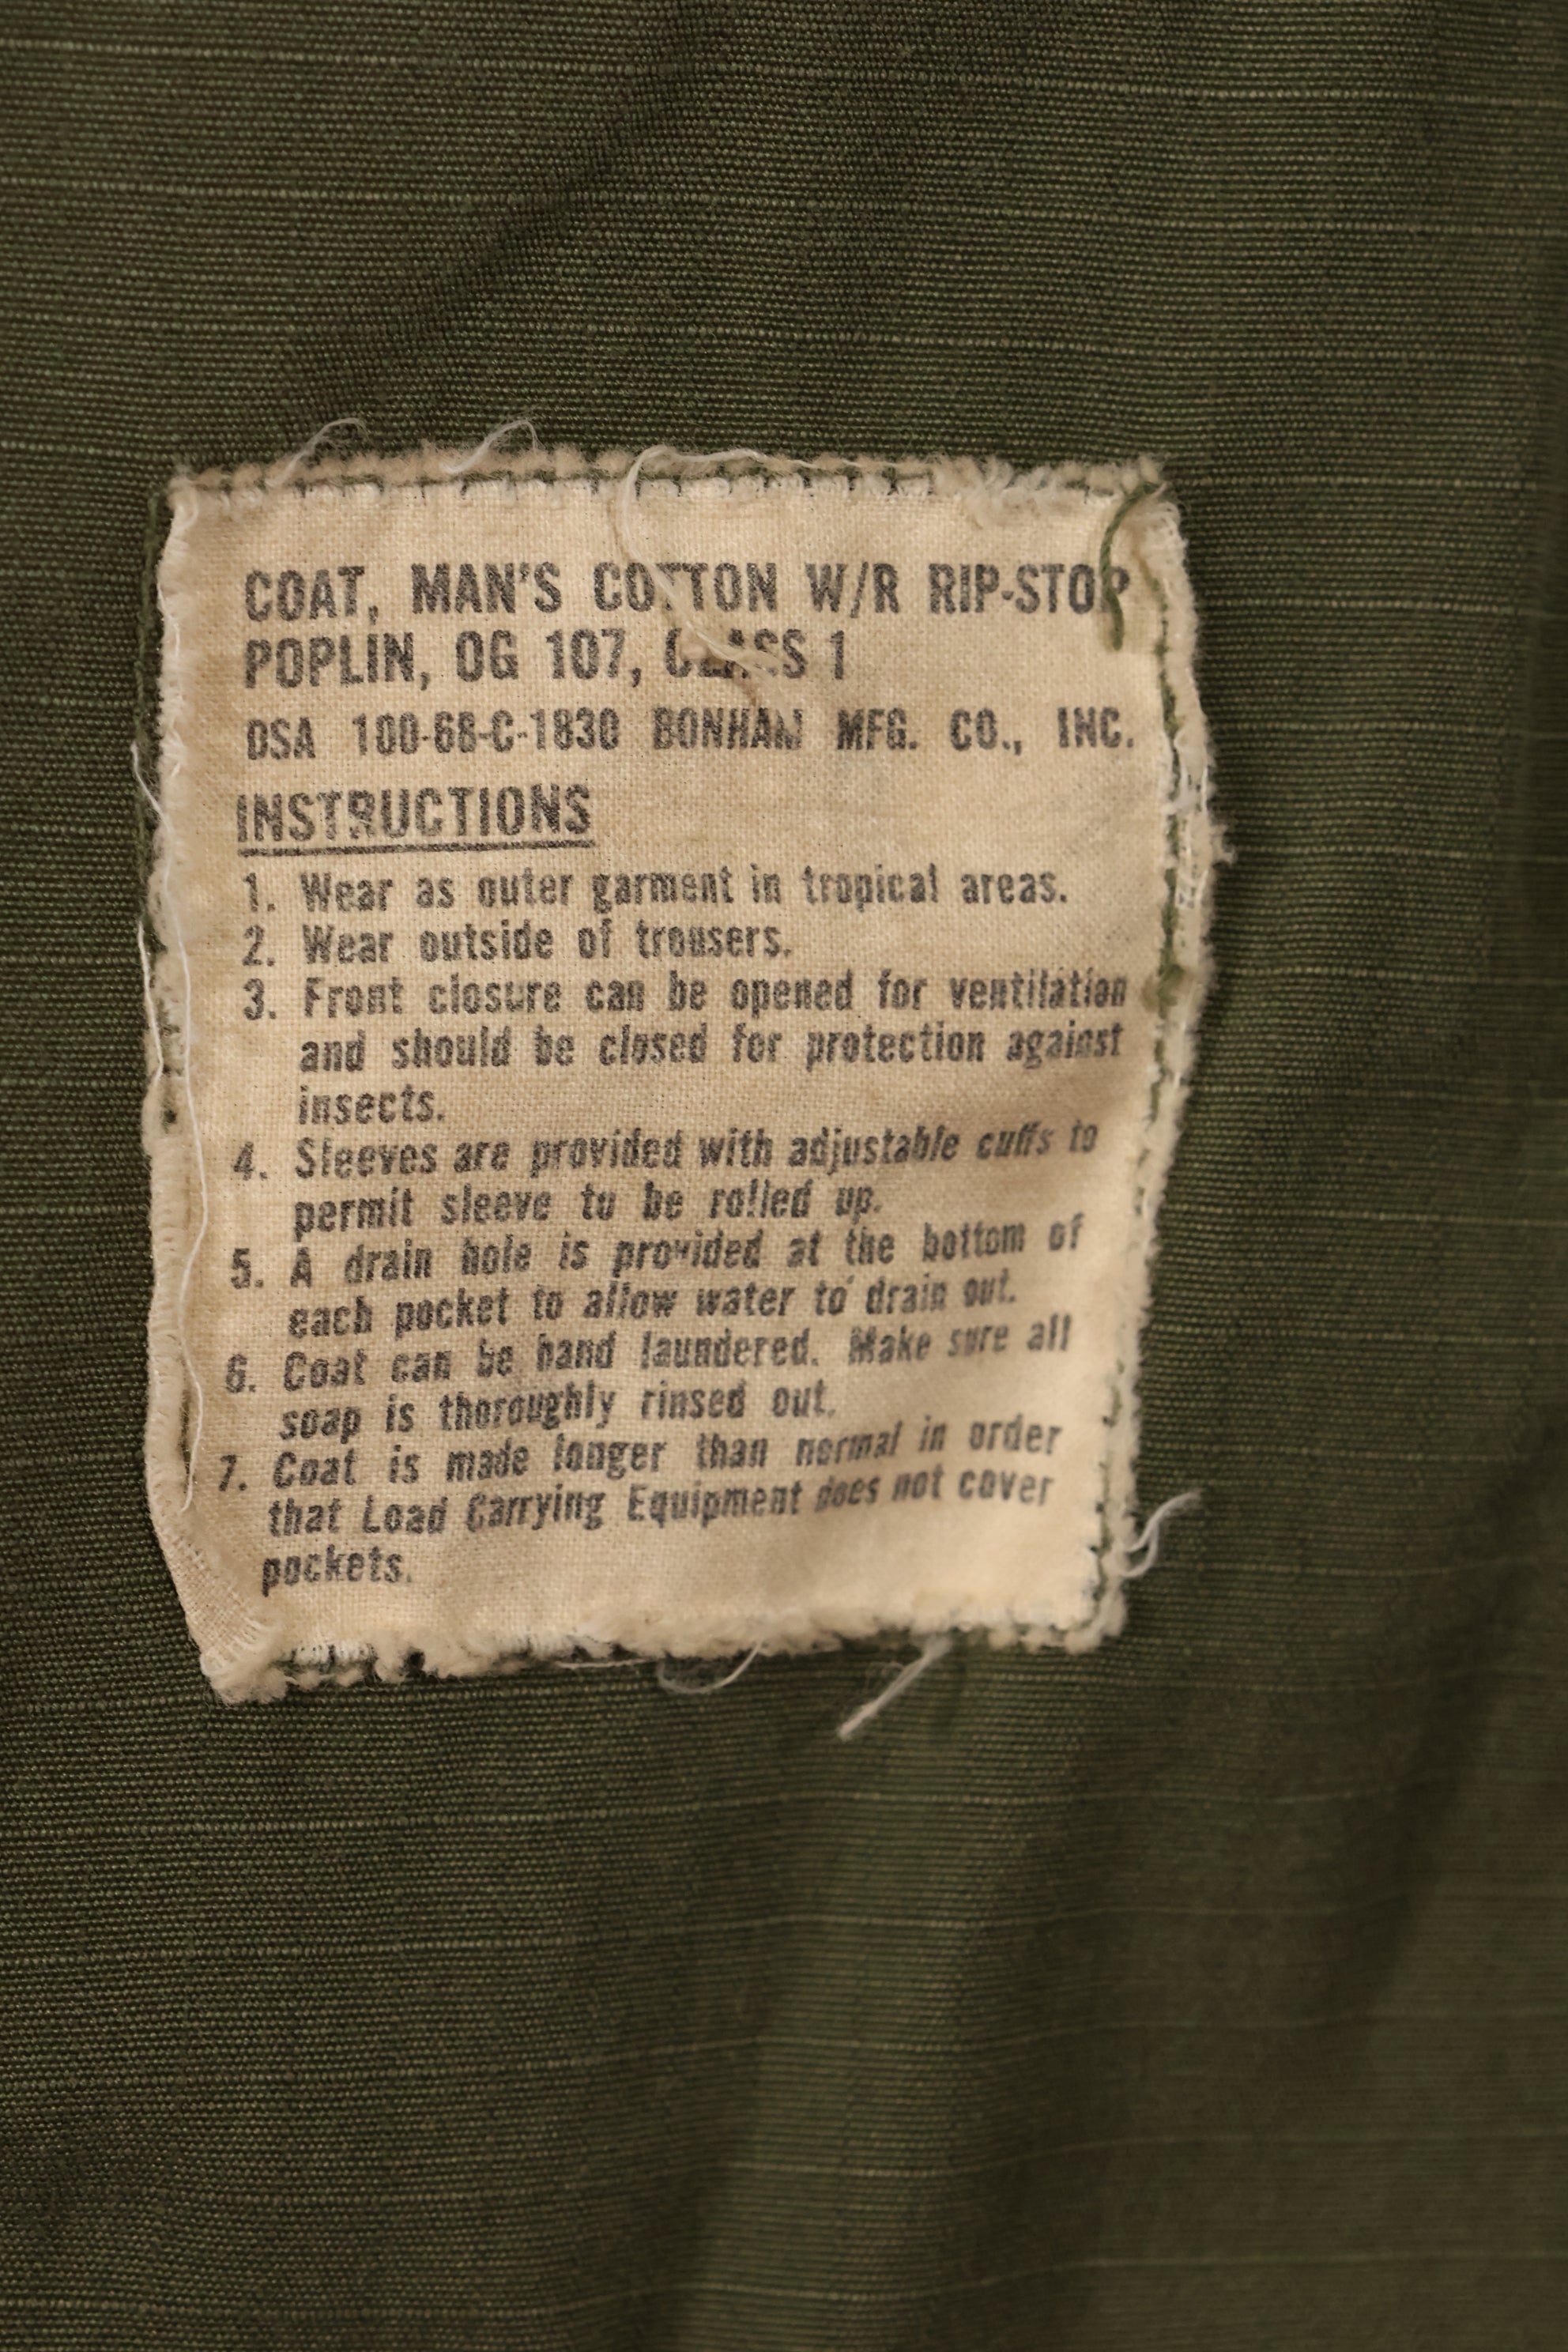 COAT, MAN'S COTTON W/R RIP-STOP
POPLIN, OG 107, CLASS 1
DSA 100-68-C-1830 BONHAM MFG. CO., INC.
INSTRUCTIONS
1. Wear as outer garment in tropical areas.
2. Wear outside of trousers.
3. Front closure can be opened for ventilation
and should be closed for protection against
insects.
4. Sleeves are provided with adjustable cuffs to
permit sleeve to be rolled up.
5. A drain hole is provided at the bottom of
each pocket to allow water to drain out.
6. Coat can be hand laundered. Make sure all
soap is thoroughly rinsed out.
7. Coat is made longer than normal in order
that Load Carrying Equipment does not cover
pockets.